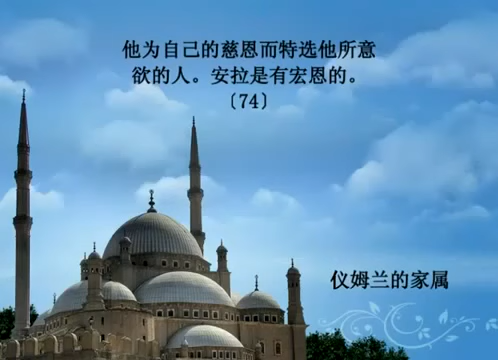 他为自己的慈恩而特选他所意
欲的人。安拉是有宏恩的。
〔74〕
仪姆兰的家属